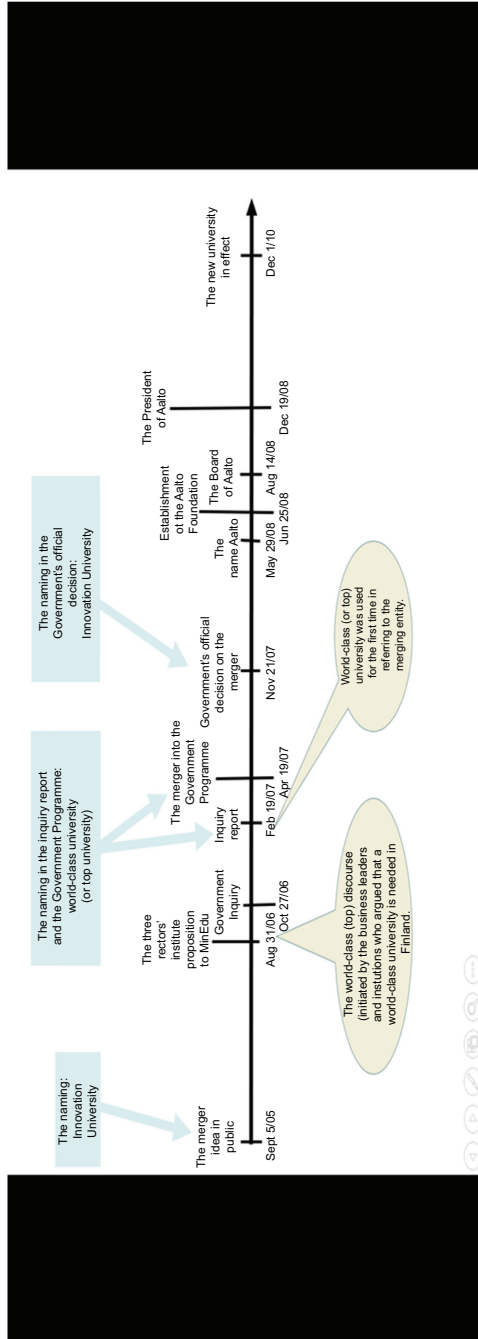 The naming:
Innovation
University
The naming in the inquiry report
and the Government Programme:
world-class university
(or top university)
The naming in the
Government's official
decision:
Innovation University
The merger
idea in
public
The three
rectors'
institute
proposition
to MinEdu
Government
Inquiry
Inquiry
report
The merger into the
Government
Programme
Government's official
decision on the
merger
The
name Aalto
Establishment
ot the Aalto
Foundation
The Board
of Aalto
The President
of Aalto
The new university
in effect
Sept 5/05
Aug 31/06
Oct 27/06
Feb 19/07
Apr 19/07
Nov 21/07
May 29/08
Jun 25/08
Aug 14/08
Dec 19/08
Dec 1/10
The world-class (top) discourse
(initiated by the business leaders
and instutions who argued that a
world-class university is needed in
Finland.
World-class (or top)
university was used
for the first time in
referring to the
merging entity.